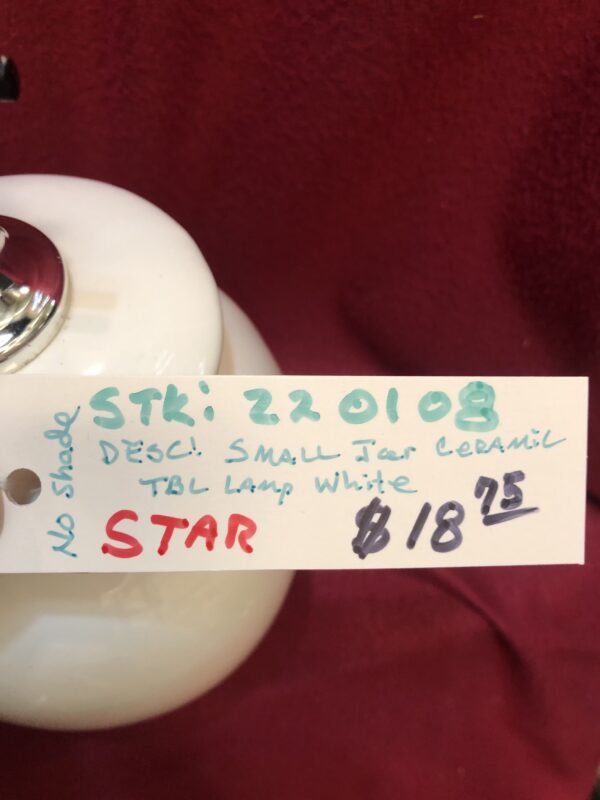 No Shade
STK: 220108
DESC: SMALL Jar CERAMIC
TBL LAMP White
STAR $18 75